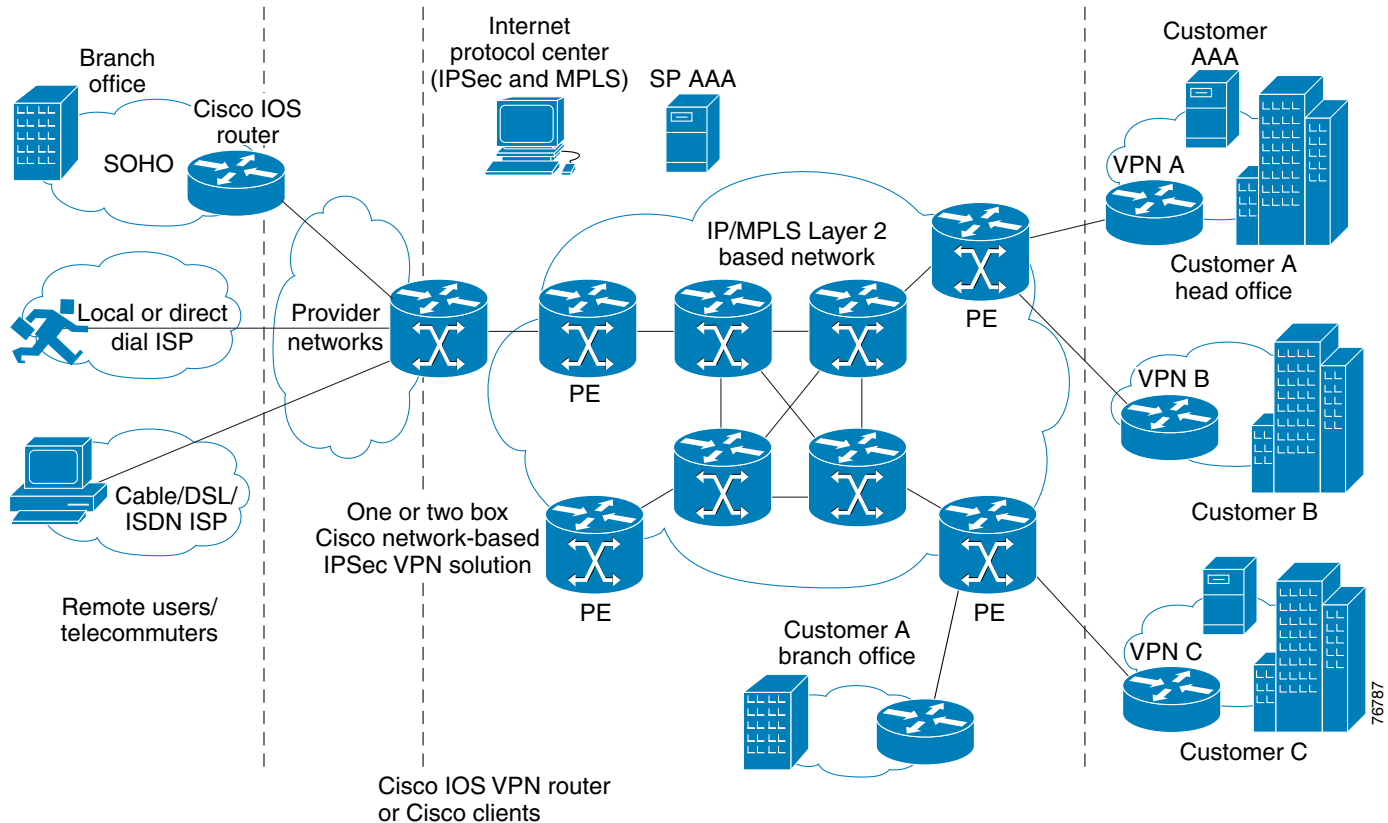 Branch
office
Cisco IOS
router
SOHO
Internet
protocol center
(IPSec and MPLS)
SP AAA
Customer
AAA
VPN A
Customer A
head office
IP/MPLS Layer 2
based network
PE
Local or direct
dial ISP
Provider
networks
PE
VPN B
Customer B
Cable/DSL/
ISDN ISP
One or two box
Cisco network-based
IPSec VPN solution
PE
PE
Remote users/
telecommuters
Customer A
branch office
VPN C
Customer C
76787
Cisco IOS VPN router
or Cisco clients